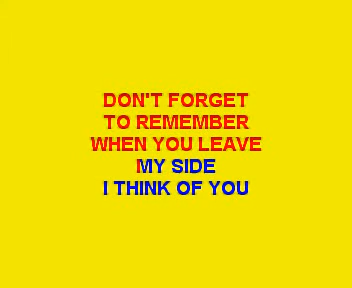 DON'T FORGET
TO REMEMBER
WHEN YOU LEAVE
MY SIDE
I THINK OF YOU